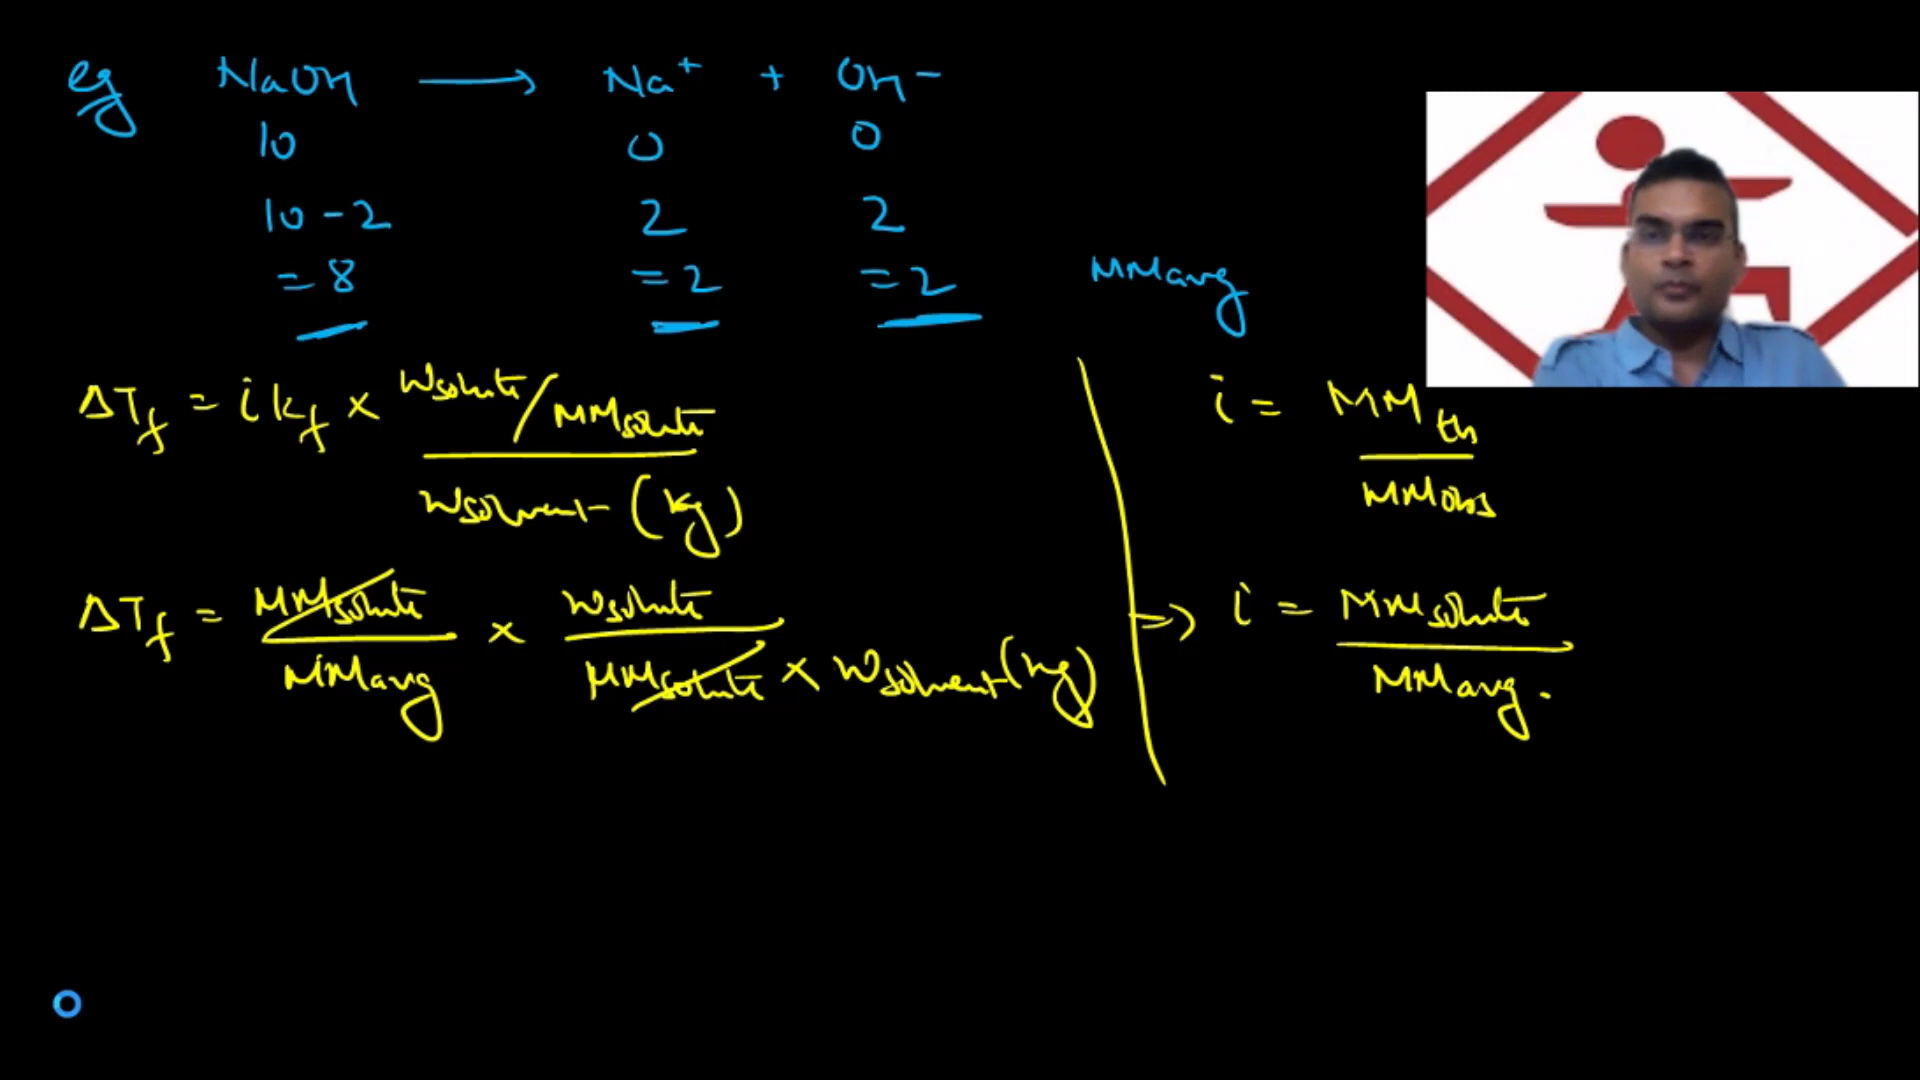 eg NaOH ⟶ Na⁺ + OH⁻
10 0 0
10 - 2 2 2
= 8 = 2 = 2 MMavg
ΔTf = i kf × Wsolute / MMsolute
Wsolvent (kg)
i = MMth
MMobs
ΔTf = MMsolute × Wsolute
MMavg MMsolute × Wsolvent (kg)
=> i = MMsolute
MMavg.